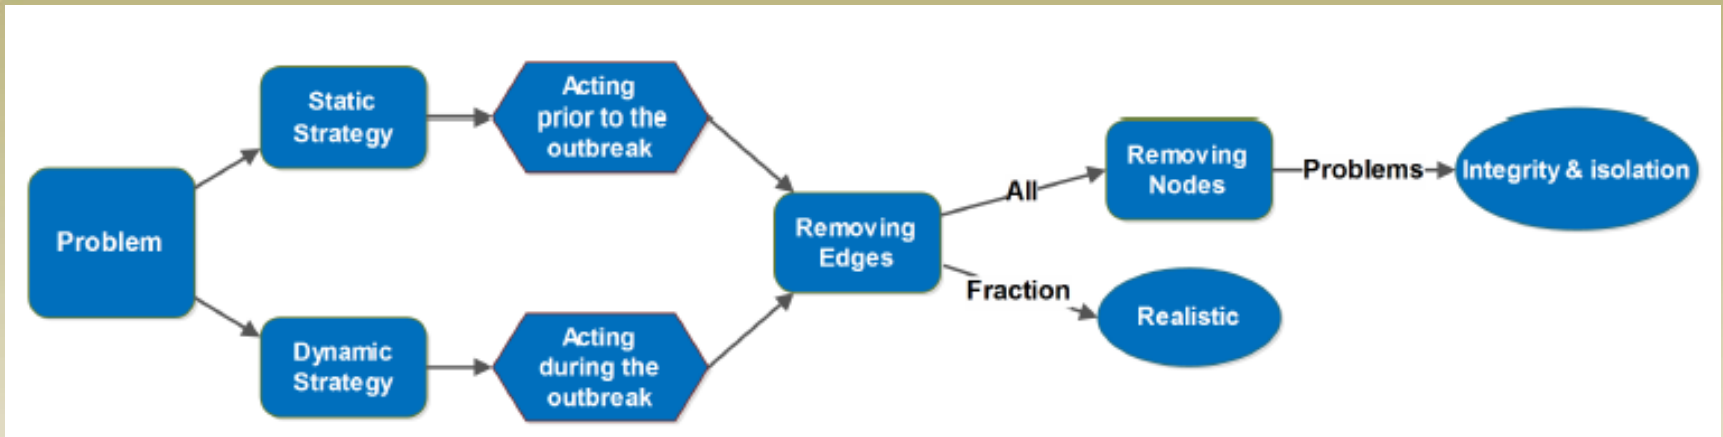 Problem
Static
Strategy
Acting
prior to the
outbreak
Dynamic
Strategy
Acting
during the
outbreak
Removing
Edges
All
Fraction
Removing
Nodes
Problems
Integrity & isolation
Realistic